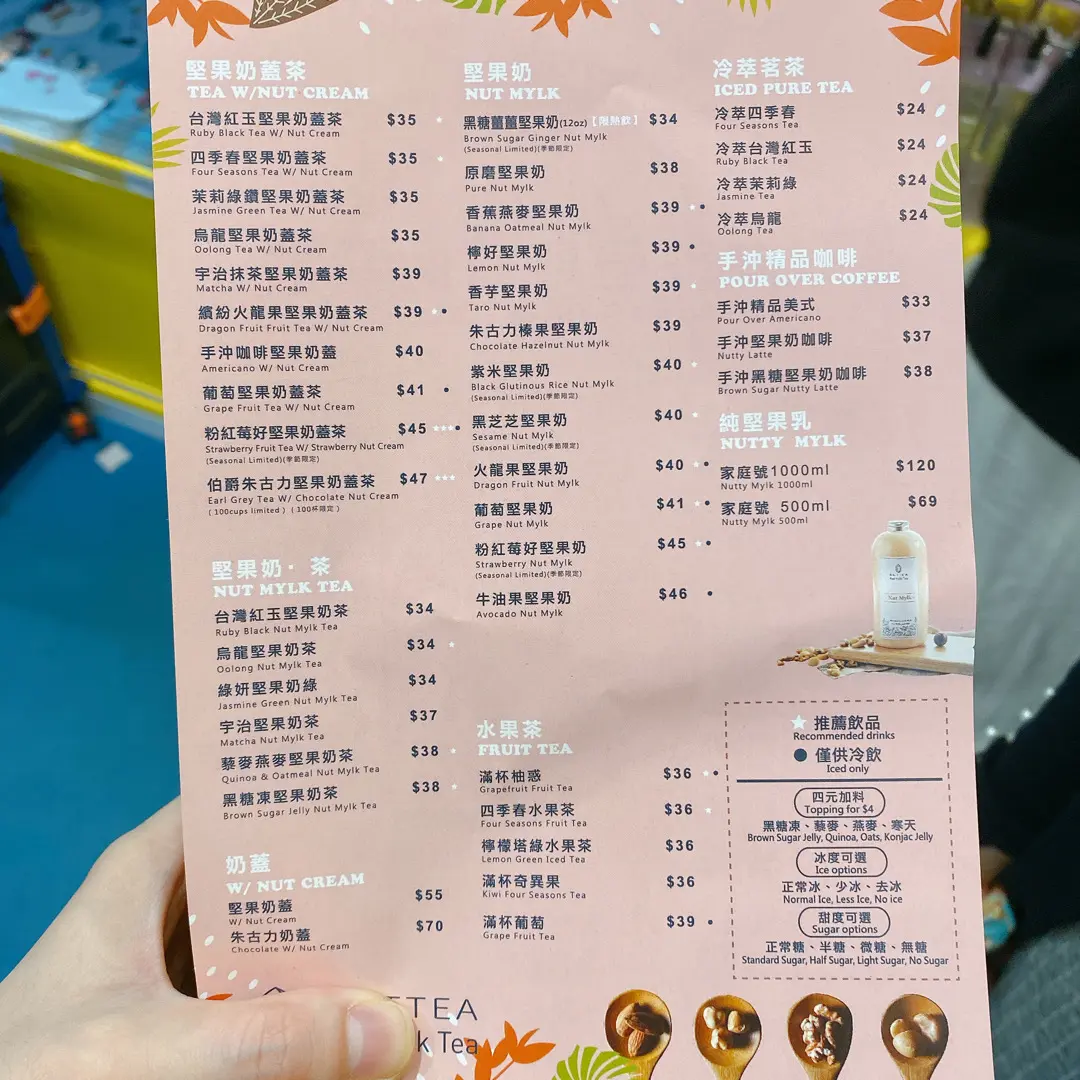 堅果奶蓋茶
TEA W/NUT CREAM
台灣紅玉堅果奶蓋茶 $35
Ruby Black Tea W/ Nut Cream
四季春堅果奶蓋茶 $35
Four Seasons Tea W/ Nut Cream
茉莉綠鑽堅果奶蓋茶 $35
Jasmine Green Tea W/ Nut Cream
烏龍堅果奶蓋茶 $35
Oolong Tea W/ Nut Cream
宇治抹茶堅果奶蓋茶 $39
Matcha W/ Nut Cream
繽紛火龍果堅果奶蓋茶 $39
Dragon Fruit Fruit Tea W/ Nut Cream
手沖咖啡堅果奶蓋 $40
Americano W/ Nut Cream
葡萄堅果奶蓋茶 $41
Grape Fruit Tea W/ Nut Cream
粉紅莓好堅果奶蓋茶 $45
Strawberry Fruit Tea W/ Strawberry Nut Cream
(Seasonal Limited)(季節限定)
伯爵朱古力堅果奶蓋茶 $47
Earl Grey Tea W/ Chocolate Nut Cream
(100cups limited) (100杯限定)
堅果奶·茶
NUT MYLK TEA
台灣紅玉堅果奶茶 $34
Ruby Black Nut Mylk Tea
烏龍堅果奶茶 $34
Oolong Nut Mylk Tea
綠妍堅果奶綠 $34
Jasmine Green Nut Mylk Tea
宇治堅果奶茶 $37
Matcha Nut Mylk Tea
藜麥燕麥堅果奶茶 $38
Quinoa & Oatmeal Nut Mylk Tea
黑糖凍堅果奶茶 $38
Brown Sugar Jelly Nut Mylk Tea
奶蓋
W/ NUT CREAM
堅果奶蓋 $55
W/ Nut Cream
朱古力奶蓋 $70
Chocolate W/ Nut Cream
堅果奶
NUT MYLK
黑糖薑薑堅果奶(12oz)【限熱飲】 $34
Brown Sugar Ginger Nut Mylk
(Seasonal Limited)(季節限定)
原磨堅果奶 $38
Pure Nut Mylk
香蕉燕麥堅果奶 $39
Banana Oatmeal Nut Mylk
檸好堅果奶 $39
Lemon Nut Mylk
香芋堅果奶 $39
Taro Nut Mylk
朱古力榛果堅果奶 $39
Chocolate Hazelnut Nut Mylk
紫米堅果奶 $40
Black Glutinous Rice Nut Mylk
(Seasonal Limited)(季節限定)
黑芝芝堅果奶 $40
Sesame Nut Mylk
(Seasonal Limited)(季節限定)
火龍果堅果奶 $40
Dragon Fruit Nut Mylk
葡萄堅果奶 $41
Grape Nut Mylk
粉紅莓好堅果奶 $45
Strawberry Nut Mylk
(Seasonal Limited)(季節限定)
牛油果堅果奶 $46
Avocado Nut Mylk
水果茶
FRUIT TEA
滿杯柚惑 $36
Grapefruit Fruit Tea
四季春水果茶 $36
Four Seasons Fruit Tea
檸檬塔綠水果茶 $36
Lemon Green Iced Tea
滿杯奇異果 $36
Kiwi Four Seasons Tea
滿杯葡萄 $39
Grape Fruit Tea
冷萃茗茶
ICED PURE TEA
冷萃四季春 $24
Four Seasons Tea
冷萃台灣紅玉 $24
Ruby Black Tea
冷萃茉莉綠 $24
Jasmine Tea
冷萃烏龍 $24
Oolong Tea
手沖精品咖啡
POUR OVER COFFEE
手沖精品美式 $33
Pour Over Americano
手沖堅果奶咖啡 $37
Nutty Latte
手沖黑糖堅果奶咖啡 $38
Brown Sugar Nutty Latte
純堅果乳
NUTTY MYLK
家庭號1000ml $120
Nutty Mylk 1000ml
家庭號 500ml $69
Nutty Mylk 500ml
Nut Mylk
推薦飲品
Recommended drinks
僅供冷飲
Iced only
四元加料
Topping for $4
黑糖凍、藜麥、燕麥、寒天
Brown Sugar Jelly, Quinoa, Oats, Konjac Jelly
冰度可選
Ice options
正常冰、少冰、去冰
Normal Ice, Less Ice, No ice
甜度可選
Sugar options
正常糖、半糖、微糖、無糖
Standard Sugar, Half Sugar, Light Sugar, No Sugar
TTEA
k Tea